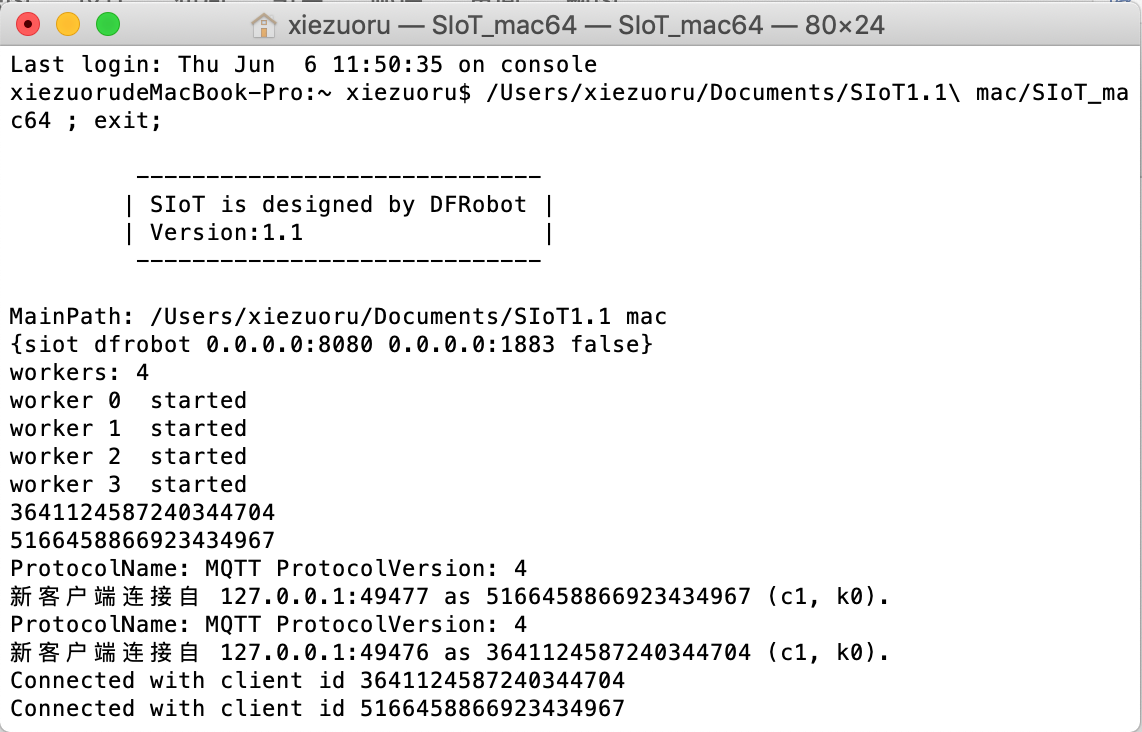 xiezuoru — SIoT_mac64 — SIoT_mac64 — 80×24
Last login: Thu Jun  6 11:50:35 on console
xiezuorudeMacBook-Pro:~ xiezuoru$ /Users/xiezuoru/Documents/SIoT1.1\ mac/SIoT_ma
c64 ; exit;
-----------------------------
| SIoT is designed by DFRobot |
| Version:1.1                 |
-----------------------------
MainPath: /Users/xiezuoru/Documents/SIoT1.1 mac
{siot dfrobot 0.0.0.0:8080 0.0.0.0:1883 false}
workers: 4
worker 0  started
worker 1  started
worker 2  started
worker 3  started
3641124587240344704
5166458866923434967
ProtocolName: MQTT ProtocolVersion: 4
新客户端连接自 127.0.0.1:49477 as 5166458866923434967 (c1, k0).
ProtocolName: MQTT ProtocolVersion: 4
新客户端连接自 127.0.0.1:49476 as 3641124587240344704 (c1, k0).
Connected with client id 3641124587240344704
Connected with client id 5166458866923434967